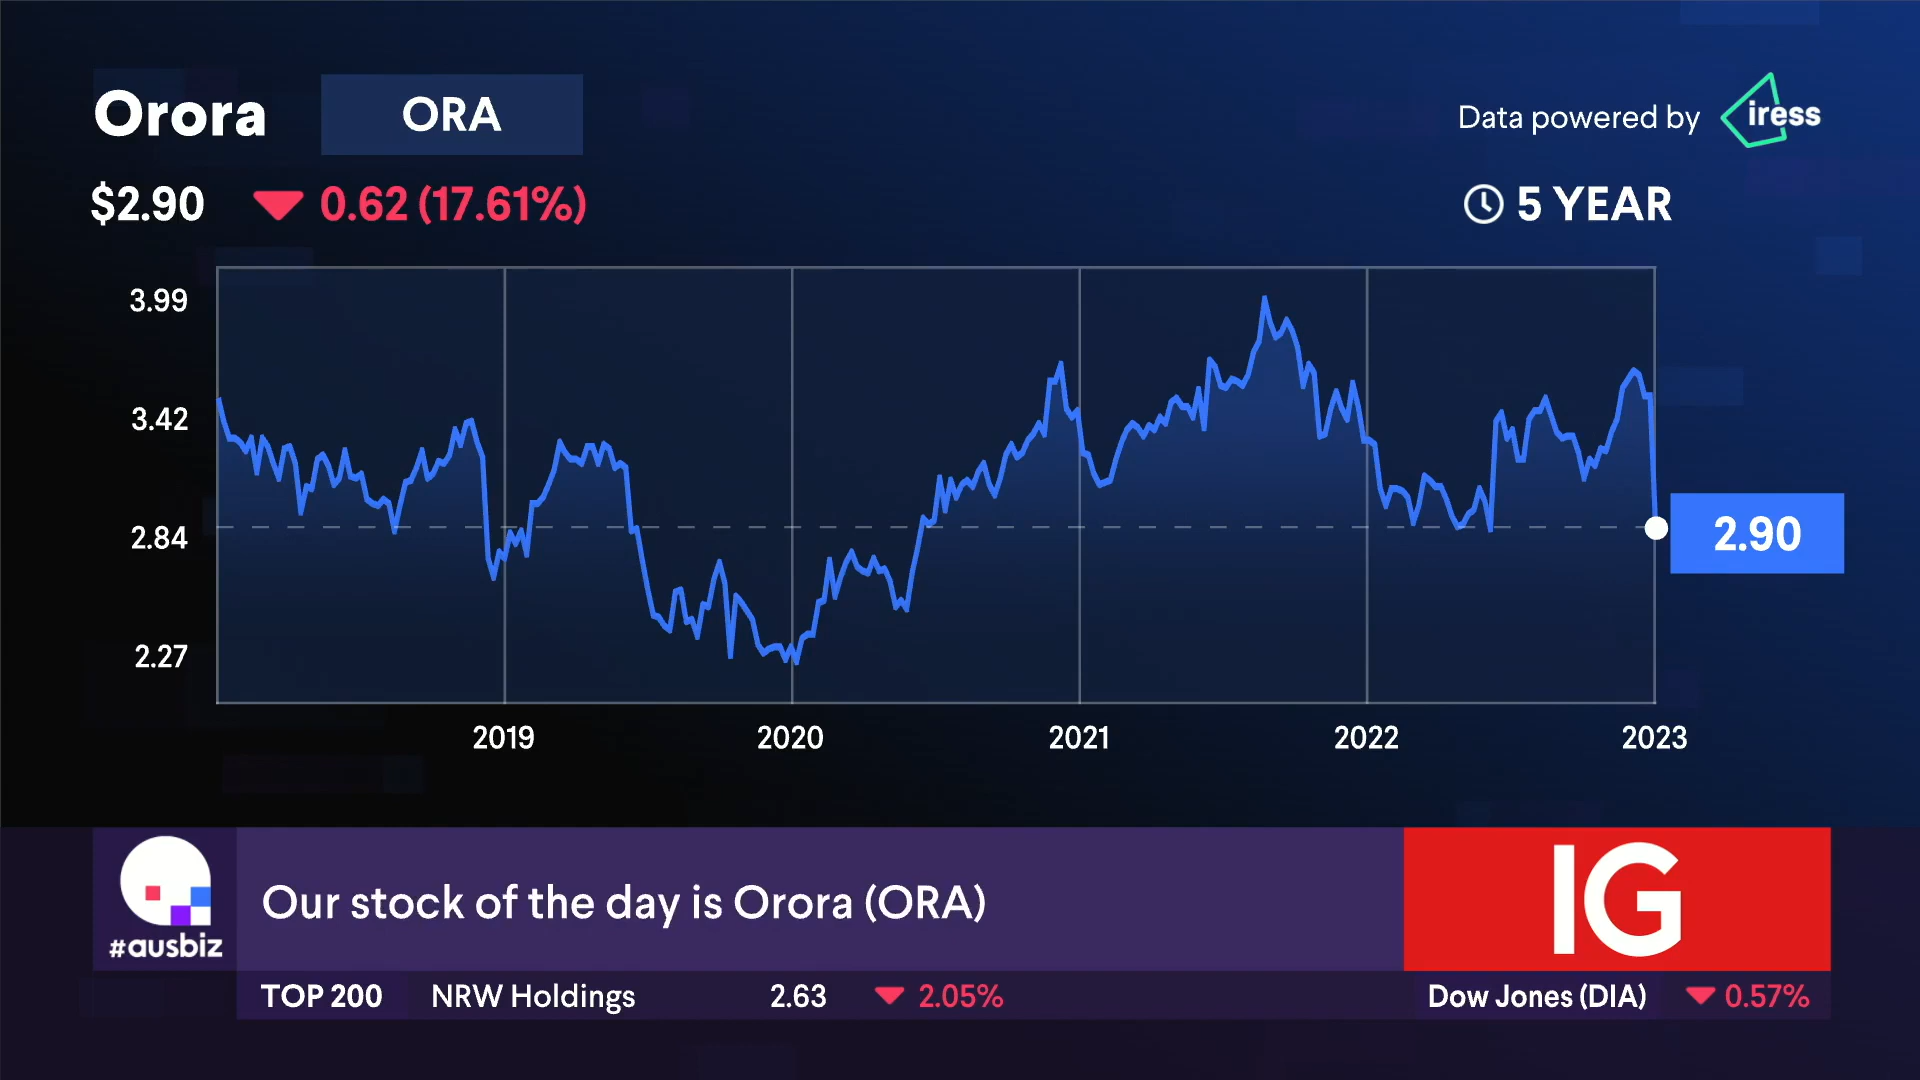 Orora ORA
Data powered by iress
$2.90 0.62 (17.61%)
5 YEAR
3.99
3.42
2.84
2.27
2.90
2019 2020 2021 2022 2023
#ausbiz
Our stock of the day is Orora (ORA)
IG
TOP 200 NRW Holdings 2.63 2.05%
Dow Jones (DIA) 0.57%